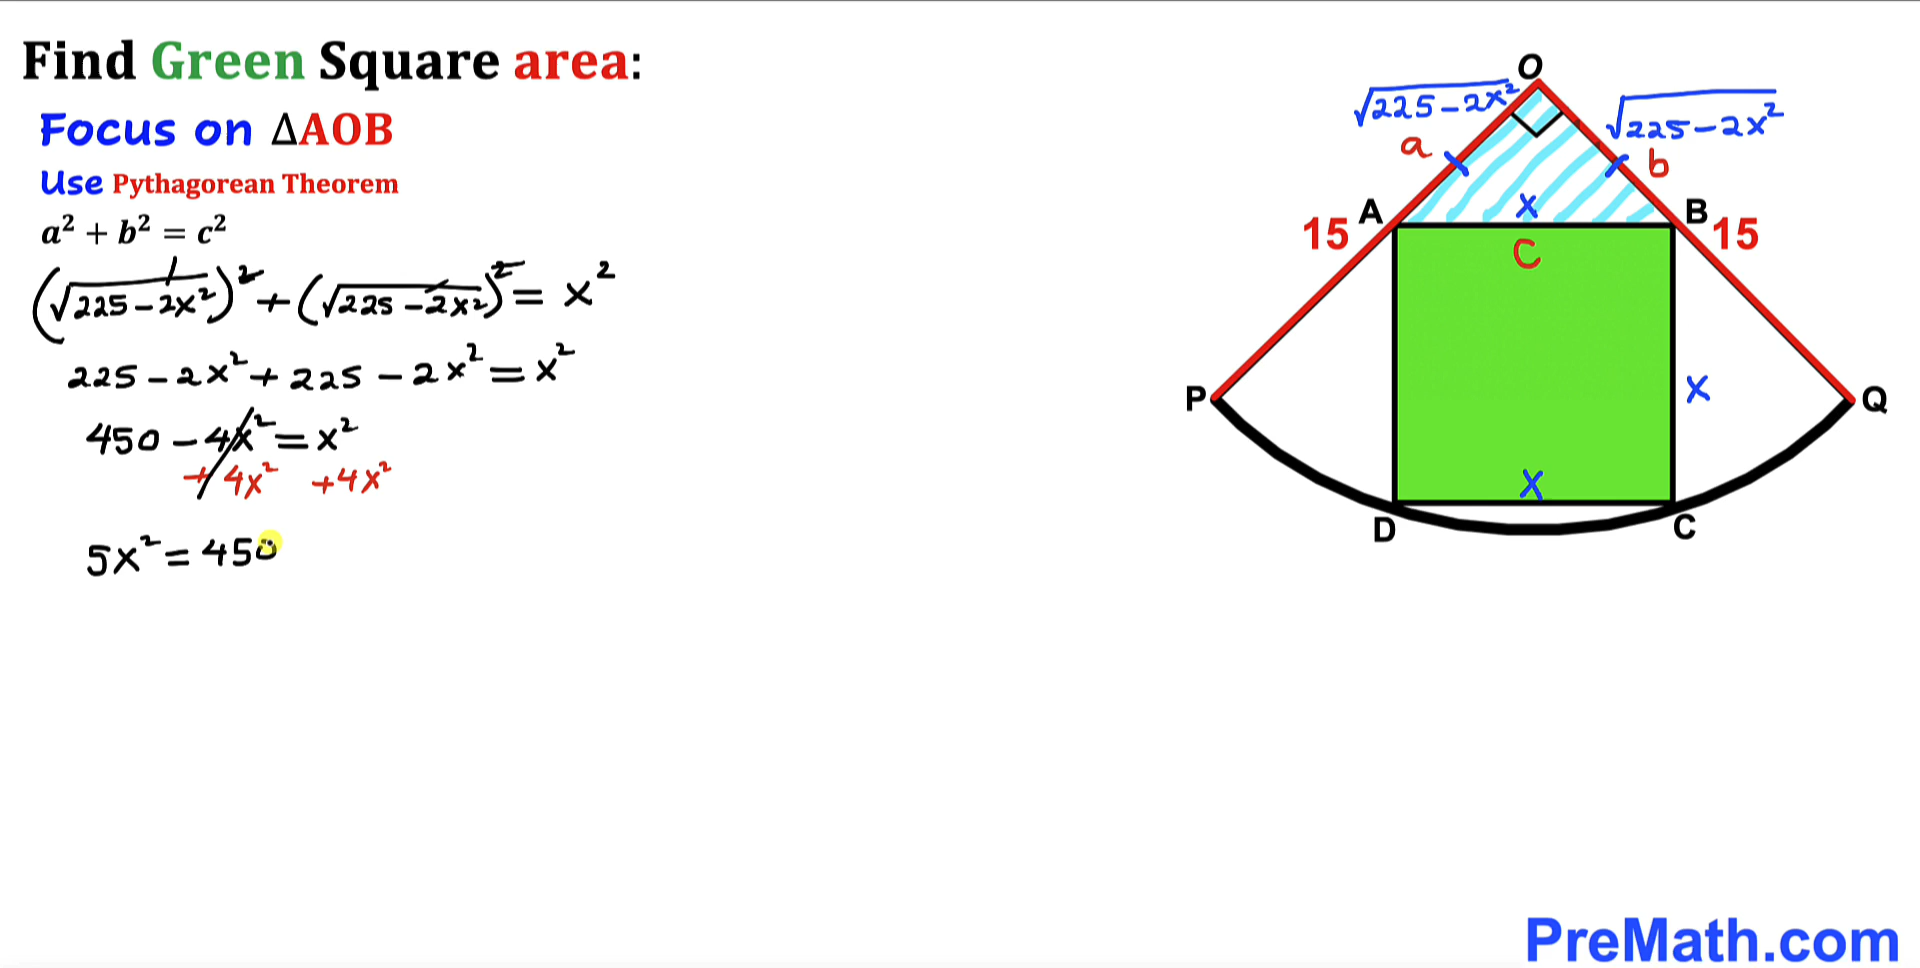 Find Green Square area:
Focus on ΔAOB
Use Pythagorean Theorem
a² + b² = c²
(√225-2x²)² + (√225-2x²)² = x²
225-2x²+225-2x²=x²
450-4x²=x²
+4x² +4x²
5x²=450
O
√225-2x²
√225-2x²
a
b
A
x
B
15
C
15
P
x
Q
x
D
C
PreMath.com